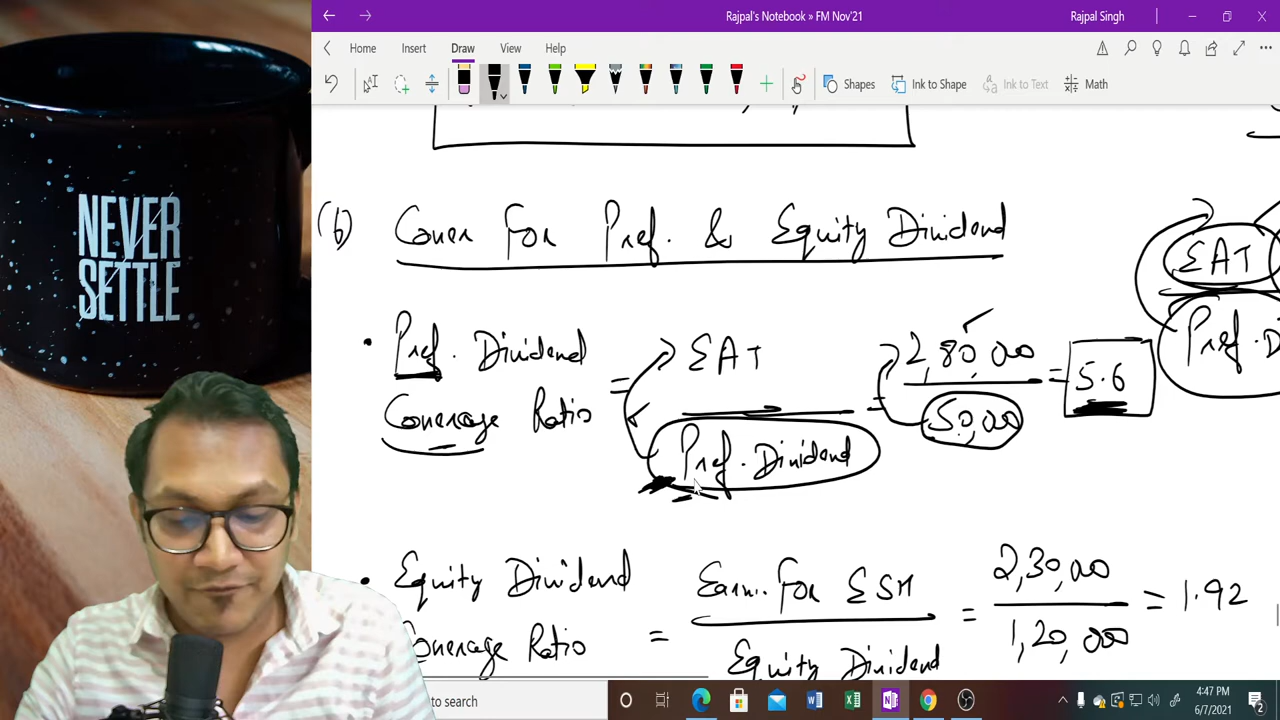 Rajpal's Notebook » FM Nov'21
Rajpal Singh
Home Insert Draw View Help
Shapes Ink to Shape Ink to Text Math
NEVER
SETTLE
(b) Cover For Pref. & Equity Dividend
EAT
Pref. D
• Pref. Dividend Coverage Ratio = EAT / Pref. Dividend = 2,80,000 / 50,000 = 5.6
• Equity Dividend Coverage Ratio = Earn. For ESH / Equity Dividend = 2,30,000 / 1,20,000 = 1.92
to search
4:47 PM
6/7/2021
2